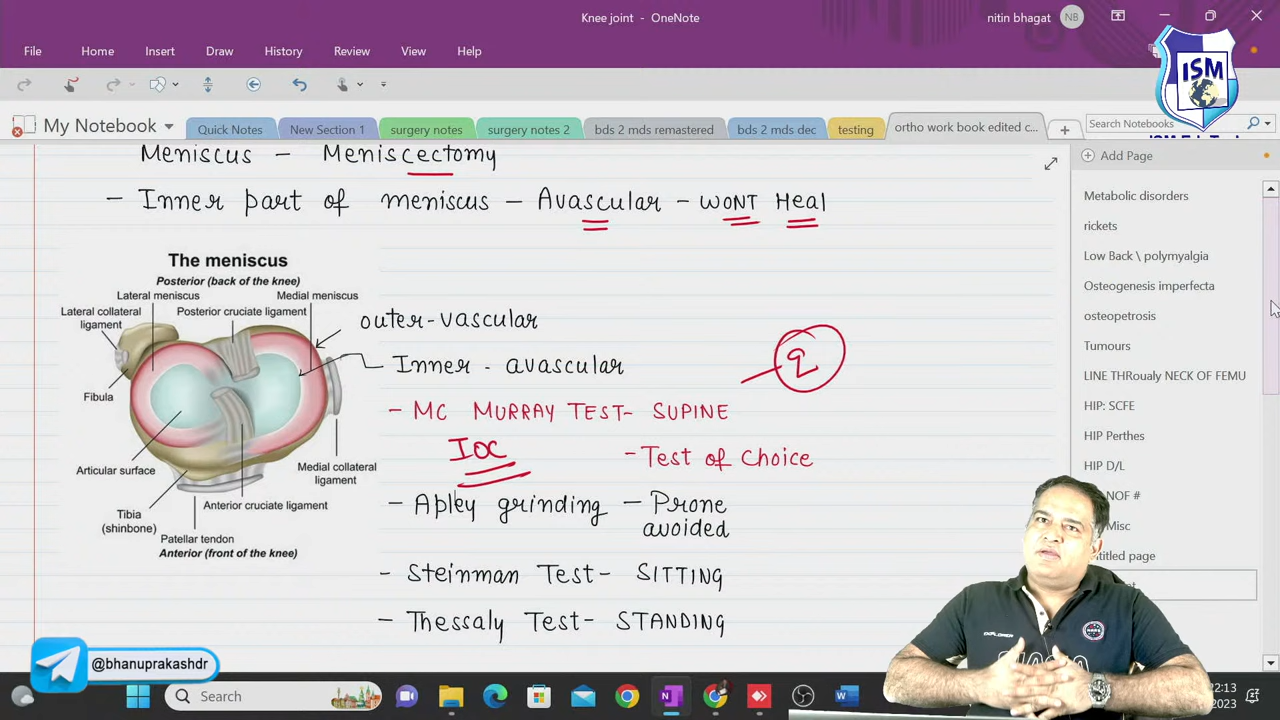 Knee joint - OneNote
nitin bhagat NB
File Home Insert Draw History Review View Help
ISM
My Notebook
Quick Notes
New Section 1
surgery notes
surgery notes 2
bds 2 mds remastered
bds 2 mds dec
testing
ortho work book edited c...
Search Notebooks
Add Page
Meniscus - Meniscectomy
- Inner part of meniscus - Avascular - WONT Heal
The meniscus
Posterior (back of the knee)
Lateral meniscus
Medial meniscus
Lateral collateral
ligament
Posterior cruciate ligament
Fibula
Articular surface
Medial collateral
ligament
Tibia
(shinbone)
Anterior cruciate ligament
Patellar tendon
Anterior (front of the knee)
outer-vascular
Inner - avascular
- MC MURRAY TEST- SUPINE
IOC
- Test of Choice
- Apley grinding - Prone
avoided
- Steinman Test- SITTING
- Thessaly Test- STANDING
Metabolic disorders
rickets
Low Back \ polymyalgia
Osteogenesis imperfecta
osteopetrosis
Tumours
LINE THRoualy NECK OF FEMU
HIP: SCFE
HIP Perthes
HIP D/L
NOF #
Misc
@bhanuprakashdr
Search